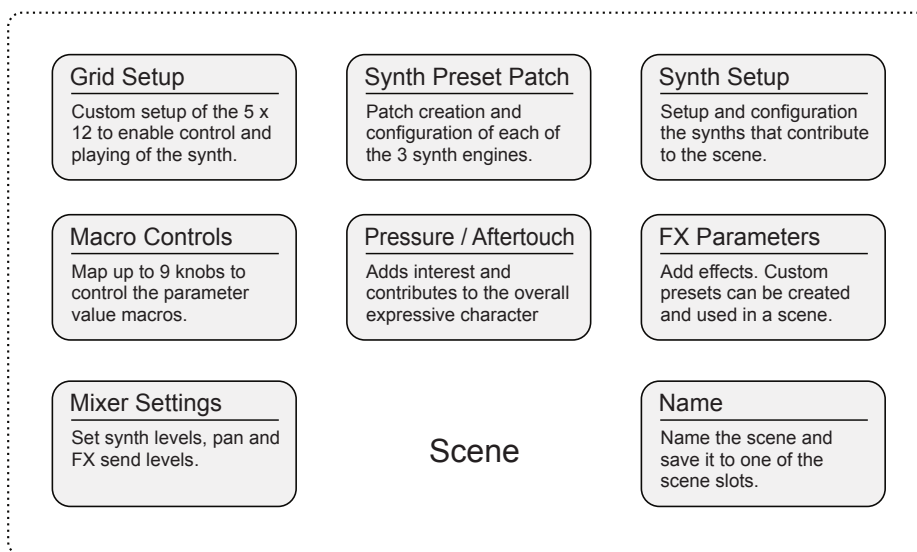 Grid Setup
Custom setup of the 5 x
12 to enable control and
playing of the synth.
Synth Preset Patch
Patch creation and
configuration of each of
the 3 synth engines.
Synth Setup
Setup and configuration
the synths that contribute
to the scene.
Macro Controls
Map up to 9 knobs to
control the parameter
value macros.
Pressure / Aftertouch
Adds interest and
contributes to the overall
expressive character
FX Parameters
Add effects. Custom
presets can be created
and used in a scene.
Mixer Settings
Set synth levels, pan and
FX send levels.
Scene
Name
Name the scene and
save it to one of the
scene slots.